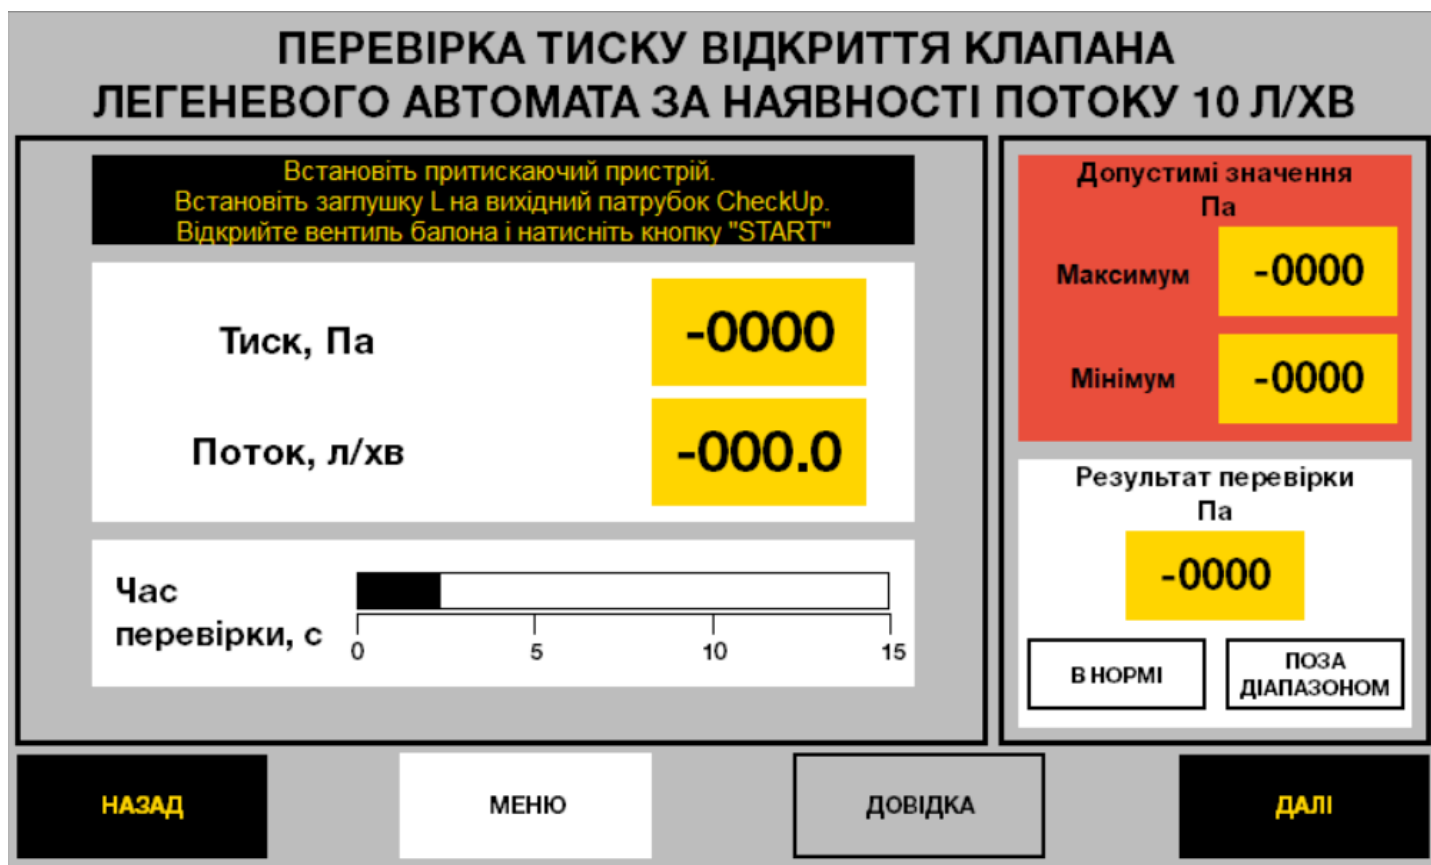 ПЕРЕВІРКА ТИСКУ ВІДКРИТТЯ КЛАПАНА
ЛЕГЕНЕВОГО АВТОМАТА ЗА НАЯВНОСТІ ПОТОКУ 10 Л/ХВ
Встановіть притискаючий пристрій.
Встановіть заглушку L на вихідний патрубок CheckUp.
Відкрийте вентиль балона і натисніть кнопку "START"
Тиск, Па
-0000
Поток, л/хв
-000.0
Час
перевірки, с
0 5 10 15
Допустимі значення
Па
Максимум
-0000
Мінімум
-0000
Результат перевірки
Па
-0000
В НОРМІ
ПОЗА
ДІАПАЗОНОМ
НАЗАД
МЕНЮ
ДОВІДКА
ДАЛІ